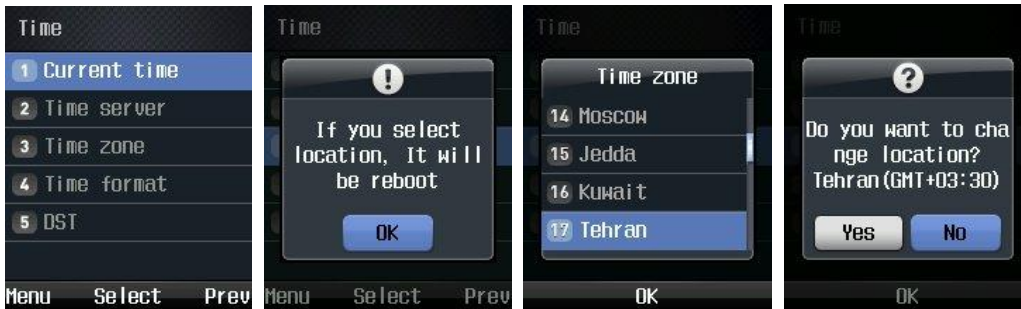 Time
1 Current time
2 Time server
3 Time zone
4 Time format
5 DST
Menu Select Prev
Time
If you select
location, It will
be reboot
OK
Menu Select Prev
Time
Time zone
14 Moscow
15 Jedda
16 Kuwait
17 Tehran
OK
Time
Do you want to cha
nge location?
Tehran(GMT+03:30)
Yes No
OK